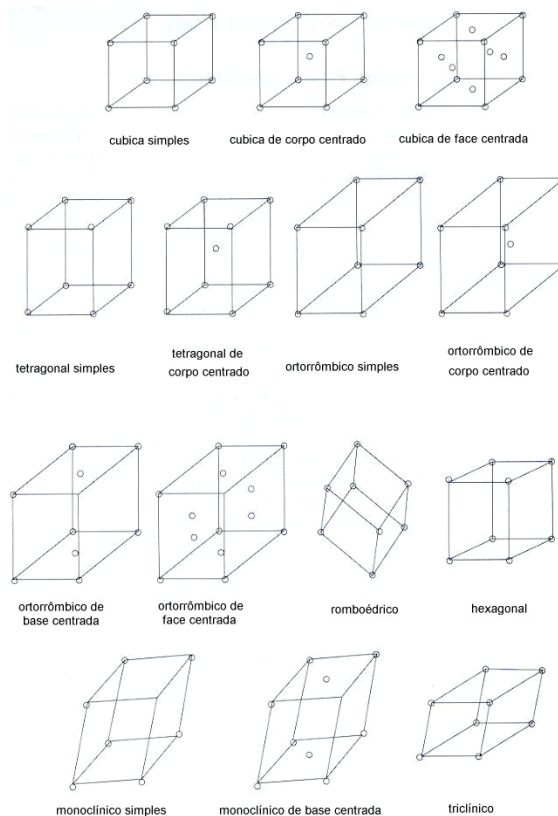 cubica simples
cubica de corpo centrado
cubica de face centrada
tetragonal simples
tetragonal de
corpo centrado
ortorrômbico simples
ortorrômbico de
corpo centrado
ortorrômbico de
base centrada
ortorrômbico de
face centrada
romboédrico
hexagonal
monoclínico simples
monoclínico de base centrada
triclínico